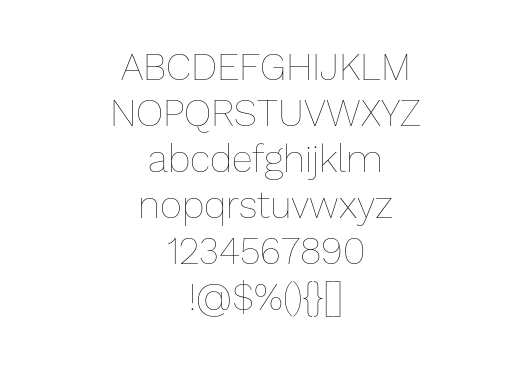 ABCDEFGHIJKLM
NOPQRSTUVWXYZ
abcdefghijklm
nopqrstuvwxyz
1234567890
!@$%(){}[]